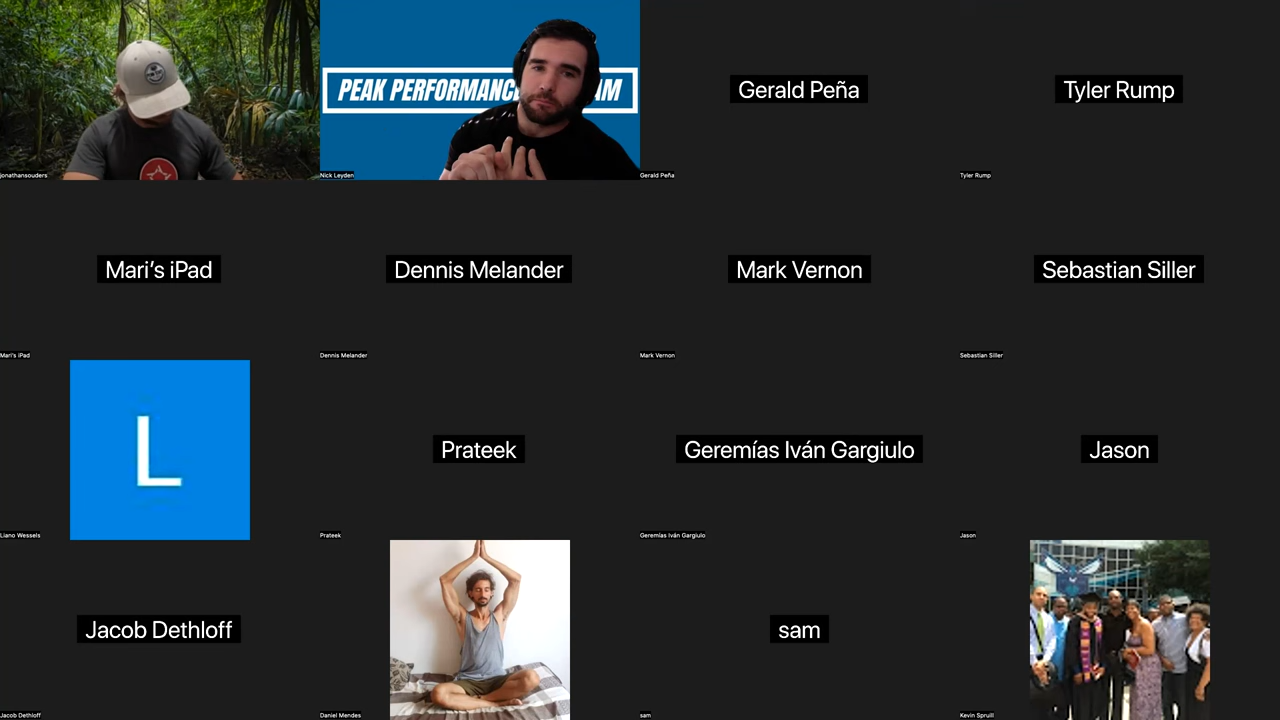 jonathansouders
PEAK PERFORMANC
AM
Nick Leyden
Gerald Peña
Gerald Peña
Tyler Rump
Tyler Rump
Mari's iPad
Mari's iPad
Dennis Melander
Dennis Melander
Mark Vernon
Mark Vernon
Sebastian Siller
Sebastian Siller
L
Liano Wessels
Prateek
Prateek
Geremías Iván Gargiulo
Geremías Iván Gargiulo
Jason
Jason
Jacob Dethloff
Jacob Dethloff
Daniel Mendes
sam
sam
Kevin Spruill